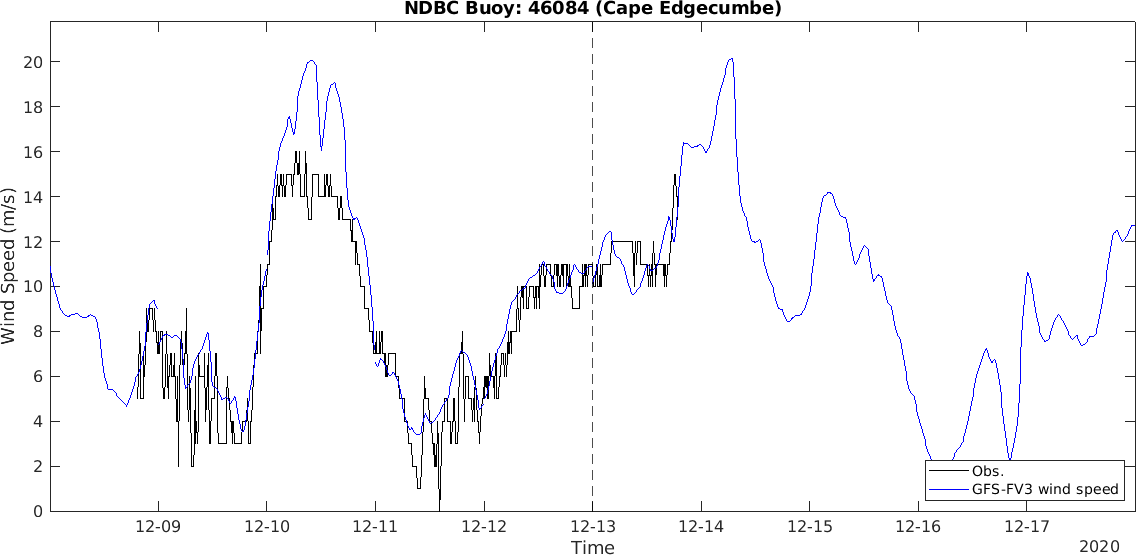 NDBC Buoy: 46084 (Cape Edgecumbe)
Wind Speed (m/s)
20
18
16
14
12
10
8
6
4
2
0
Obs.
GFS-FV3 wind speed
12-09 12-10 12-11 12-12 12-13 12-14 12-15 12-16 12-17
Time
2020